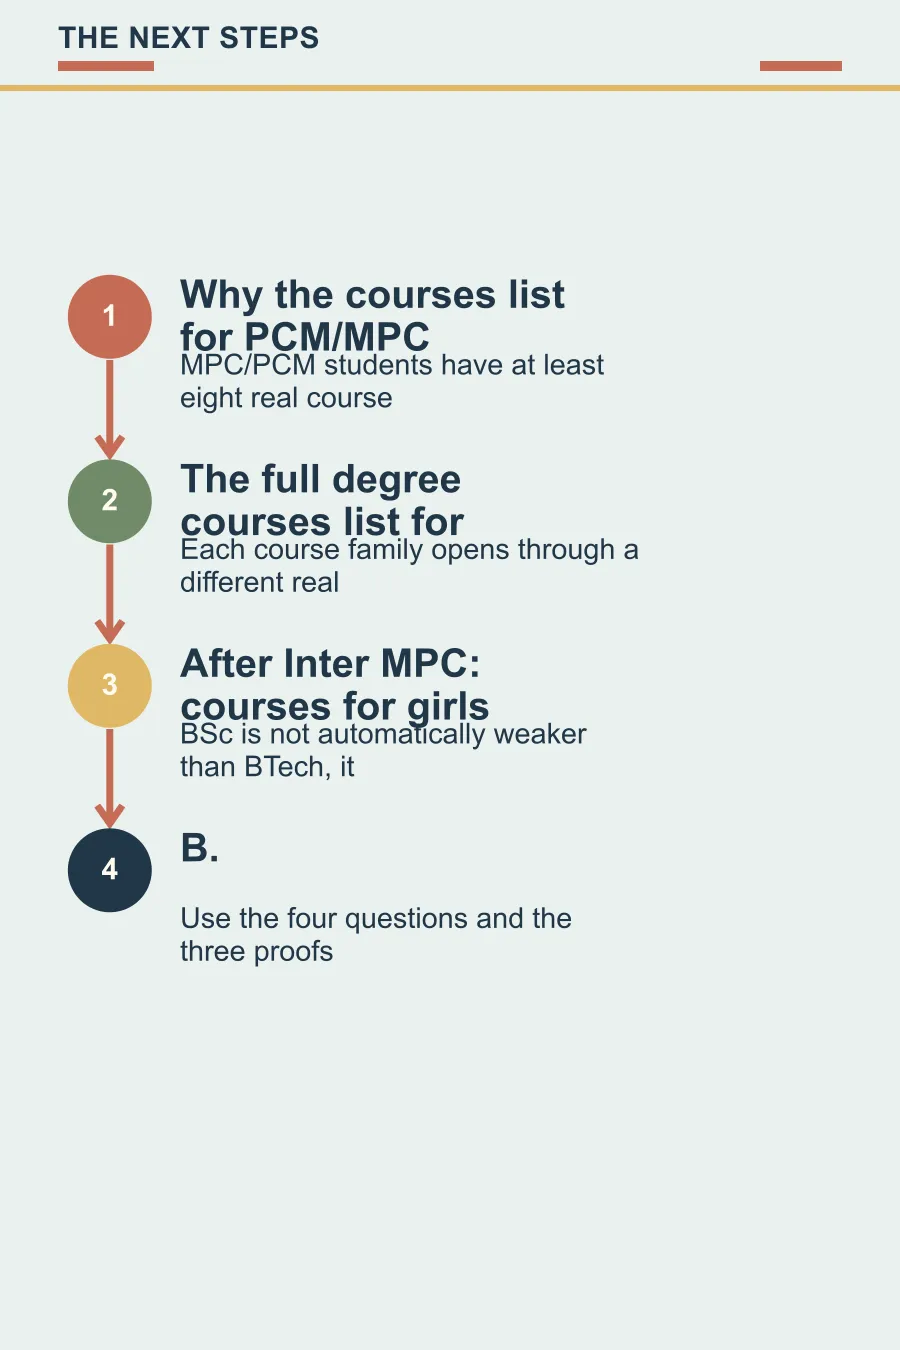 THE NEXT STEPS
1
Why the courses list
for PCM/MPC
MPC/PCM students have at least
eight real course
2
The full degree
courses list for
Each course family opens through a
different real
3
After Inter MPC:
courses for girls
BSc is not automatically weaker
than BTech, it
4
B.
Use the four questions and the
three proofs